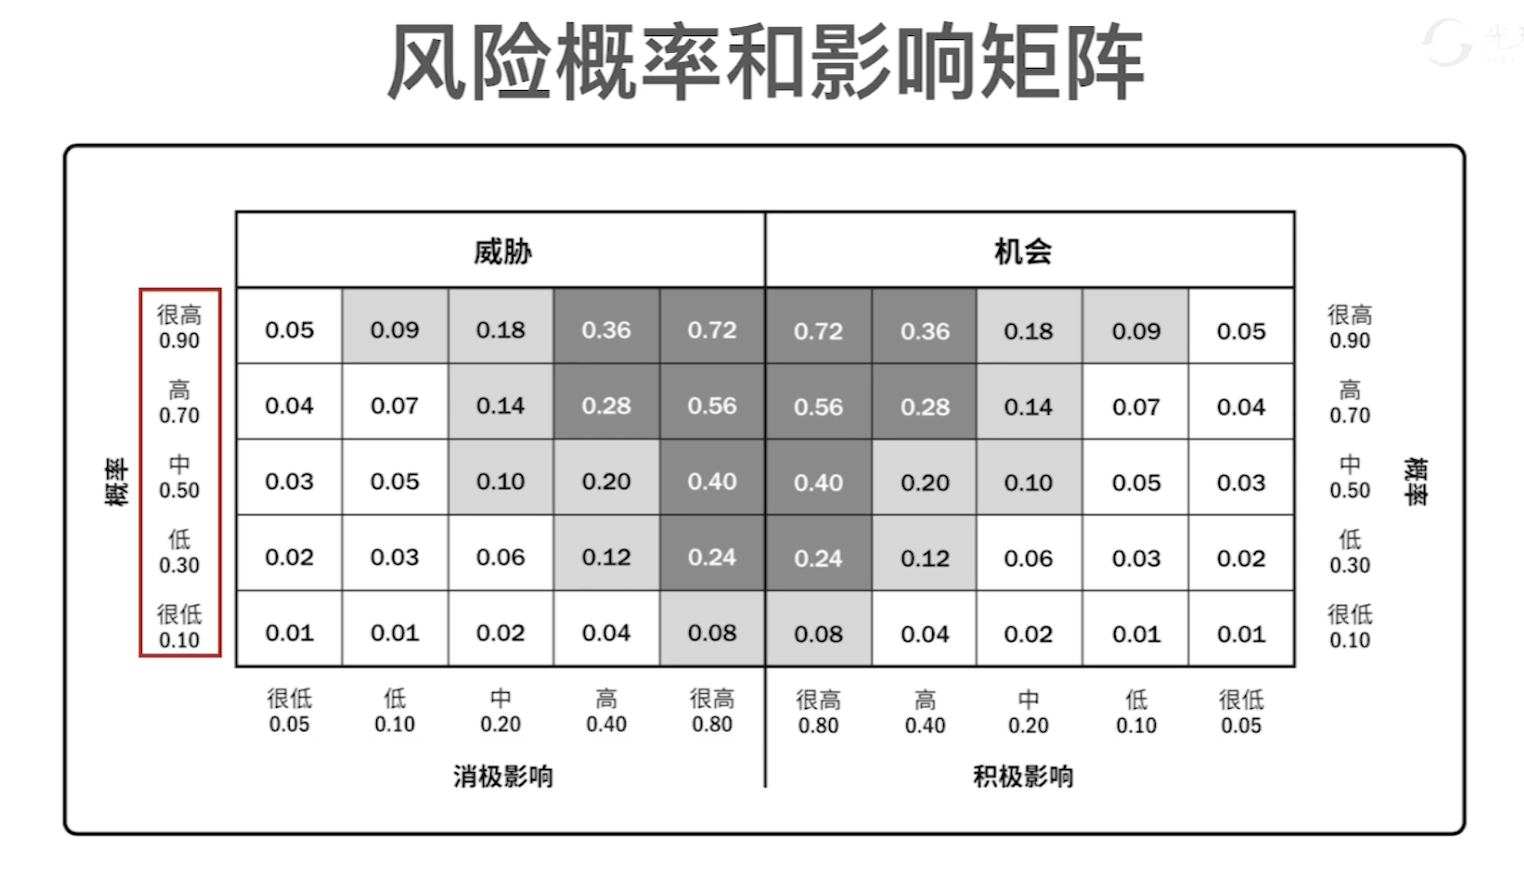 风险概率和影响矩阵
威胁 机会
很高 0.90 0.05 0.09 0.18 0.36 0.72 0.72 0.36 0.18 0.09 0.05 很高 0.90
高 0.70 0.04 0.07 0.14 0.28 0.56 0.56 0.28 0.14 0.07 0.04 高 0.70
概率 中 0.50 0.03 0.05 0.10 0.20 0.40 0.40 0.20 0.10 0.05 0.03 中 0.50 概率
低 0.30 0.02 0.03 0.06 0.12 0.24 0.24 0.12 0.06 0.03 0.02 低 0.30
很低 0.10 0.01 0.01 0.02 0.04 0.08 0.08 0.04 0.02 0.01 0.01 很低 0.10
很低 低 中 高 很高 很高 高 中 低 很低
0.05 0.10 0.20 0.40 0.80 0.80 0.40 0.20 0.10 0.05
消极影响 积极影响